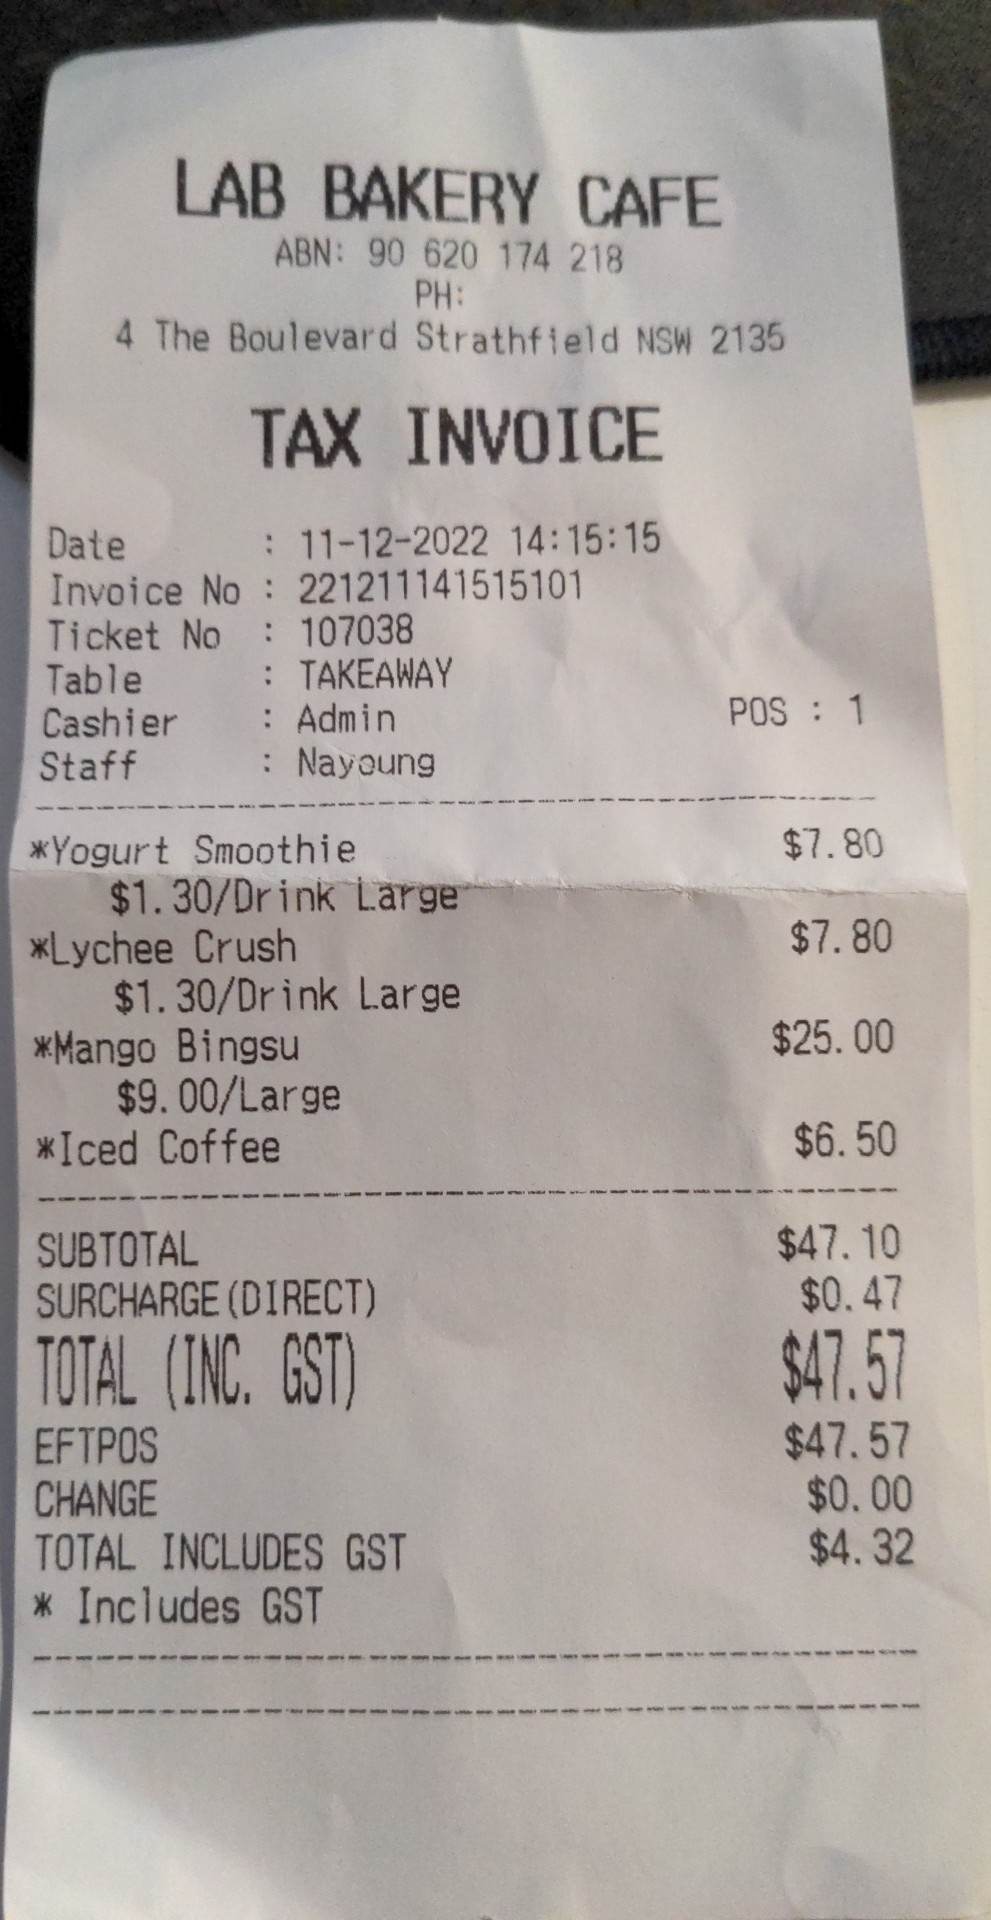 LAB BAKERY CAFE
ABN: 90 620 174 218
PH:
4 The Boulevard Strathfield NSW 2135
TAX INVOICE
Date : 11-12-2022 14:15:15
Invoice No : 221211141515101
Ticket No : 107038
Table : TAKEAWAY
Cashier : Admin POS : 1
Staff : Nayoung
*Yogurt Smoothie $7.80
$1.30/Drink Large
*Lychee Crush $7.80
$1.30/Drink Large
*Mango Bingsu $25.00
$9.00/Large
*Iced Coffee $6.50
SUBTOTAL $47.10
SURCHARGE(DIRECT) $0.47
TOTAL (INC. GST) $47.57
EFTPOS $47.57
CHANGE $0.00
TOTAL INCLUDES GST $4.32
* Includes GST